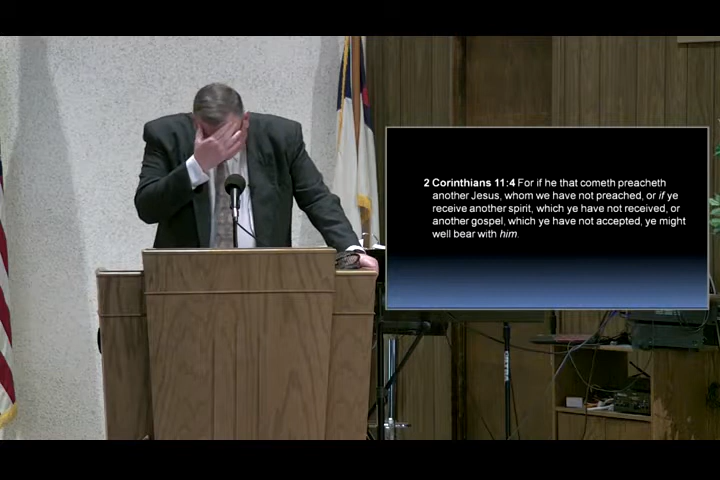 2 Corinthians 11:4 For if he that cometh preacheth
another Jesus, whom we have not preached, or if ye
receive another spirit, which ye have not received, or
another gospel, which ye have not accepted, ye might
well bear with him.